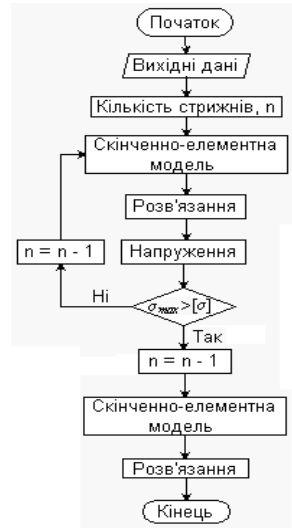 Початок
Вихідні дані
Кількість стрижнів, n
Скінченно-елементна
модель
Розв'язання
n = n - 1
Напруження
Ні
σmax>[σ]
Так
n = n - 1
Скінченно-елементна
модель
Розв'язання
Кінець